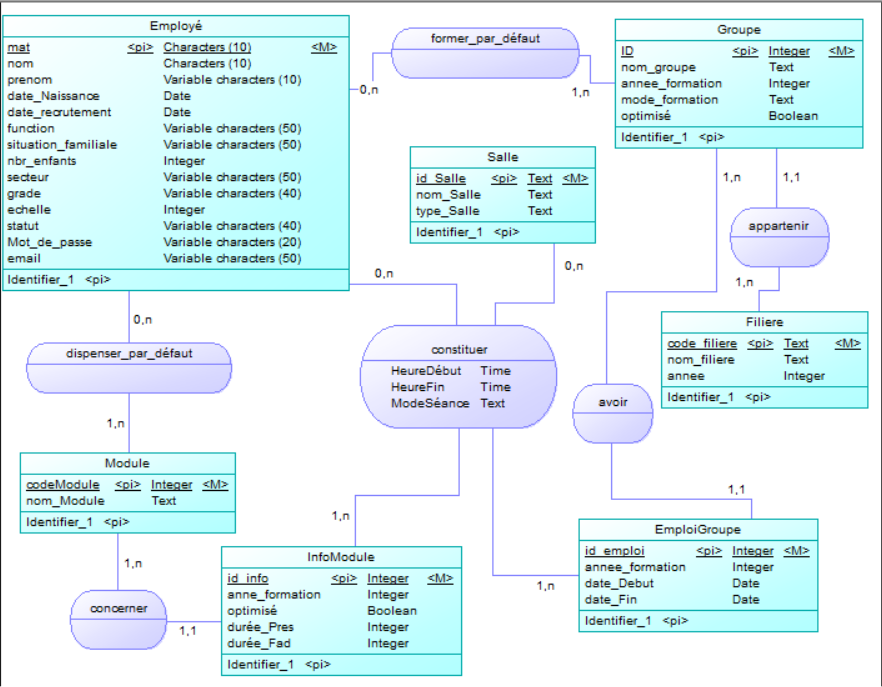 Employé
mat <pi> Characters (10) <M>
nom Characters (10)
prenom Variable characters (10)
date_Naissance Date
date_recrutement Date
function Variable characters (50)
situation_familiale Variable characters (50)
nbr_enfants Integer
secteur Variable characters (50)
grade Variable characters (40)
echelle Integer
statut Variable characters (40)
Mot_de_passe Variable characters (20)
email Variable characters (50)
Identifier_1 <pi>
former_par_défaut
0,n
1,n
Groupe
ID <pi> Integer <M>
nom_groupe Text
annee_formation Integer
mode_formation Text
optimisé Boolean
Identifier_1 <pi>
Salle
id_Salle <pi> Text <M>
nom_Salle Text
type_Salle Text
Identifier_1 <pi>
1,n
1,1
appartenir
1,n
0,n
0,n
0,n
Filiere
code_filiere <pi> Text <M>
nom_filiere Text
annee Integer
Identifier_1 <pi>
dispenser_par_défaut
constituer
HeureDébut Time
HeureFin Time
ModeSéance Text
avoir
1,n
Module
codeModule <pi> Integer <M>
nom_Module Text
Identifier_1 <pi>
1,1
1,n
EmploiGroupe
id_emploi <pi> Integer <M>
annee_formation Integer
date_Debut Date
date_Fin Date
Identifier_1 <pi>
1,n
1,n
InfoModule
id_info <pi> Integer <M>
anne_formation Integer
optimisé Boolean
durée_Pres Integer
durée_Fad Integer
Identifier_1 <pi>
concerner
1,1